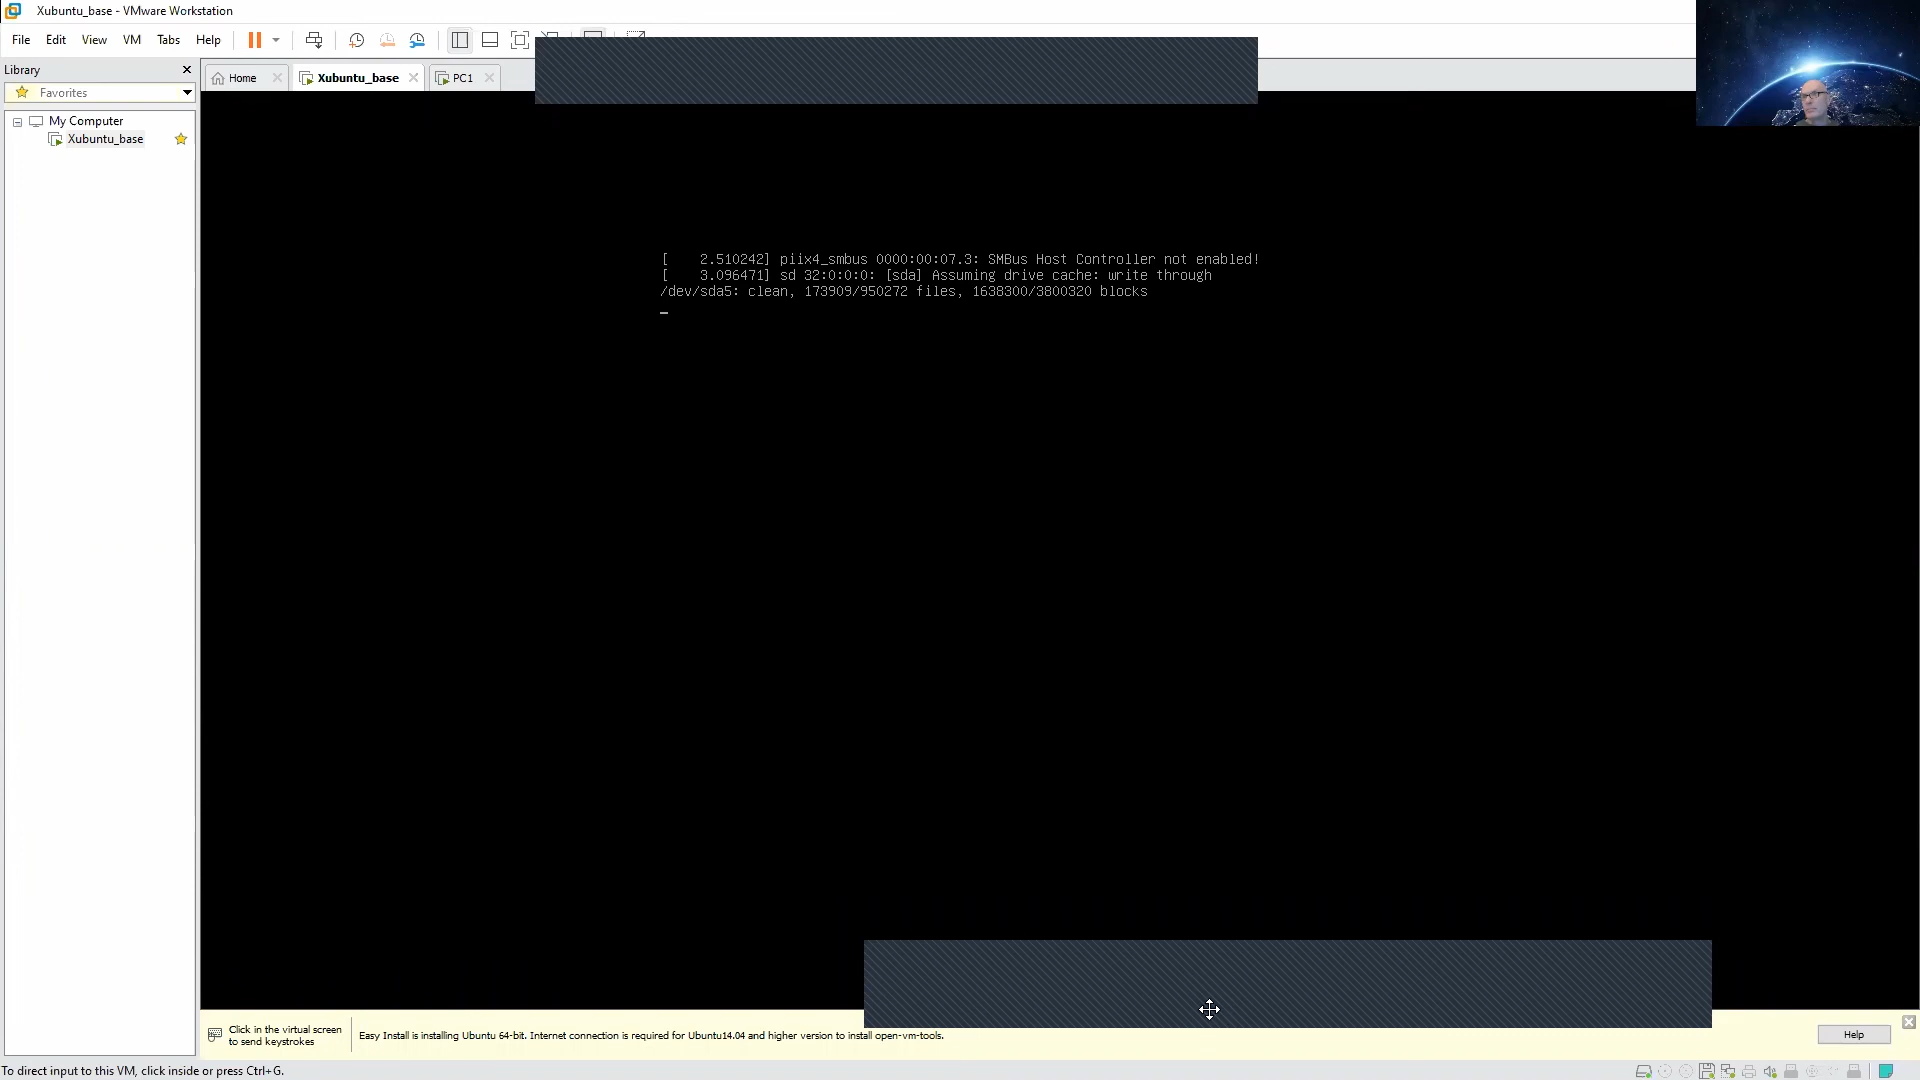 Xubuntu_base - VMware Workstation
File Edit View VM Tabs Help
Library
Favorites
My Computer
Xubuntu_base
Home Xubuntu_base PC1
[    2.510242] piix4_smbus 0000:00:07.3: SMBus Host Controller not enabled!
[    3.096471] sd 32:0:0:0: [sda] Assuming drive cache: write through
/dev/sda5: clean, 173909/950272 files, 1638300/3800320 blocks
Click in the virtual screen
to send keystrokes
Easy Install is installing Ubuntu 64-bit. Internet connection is required for Ubuntu14.04 and higher version to install open-vm-tools.
Help
To direct input to this VM, click inside or press Ctrl+G.